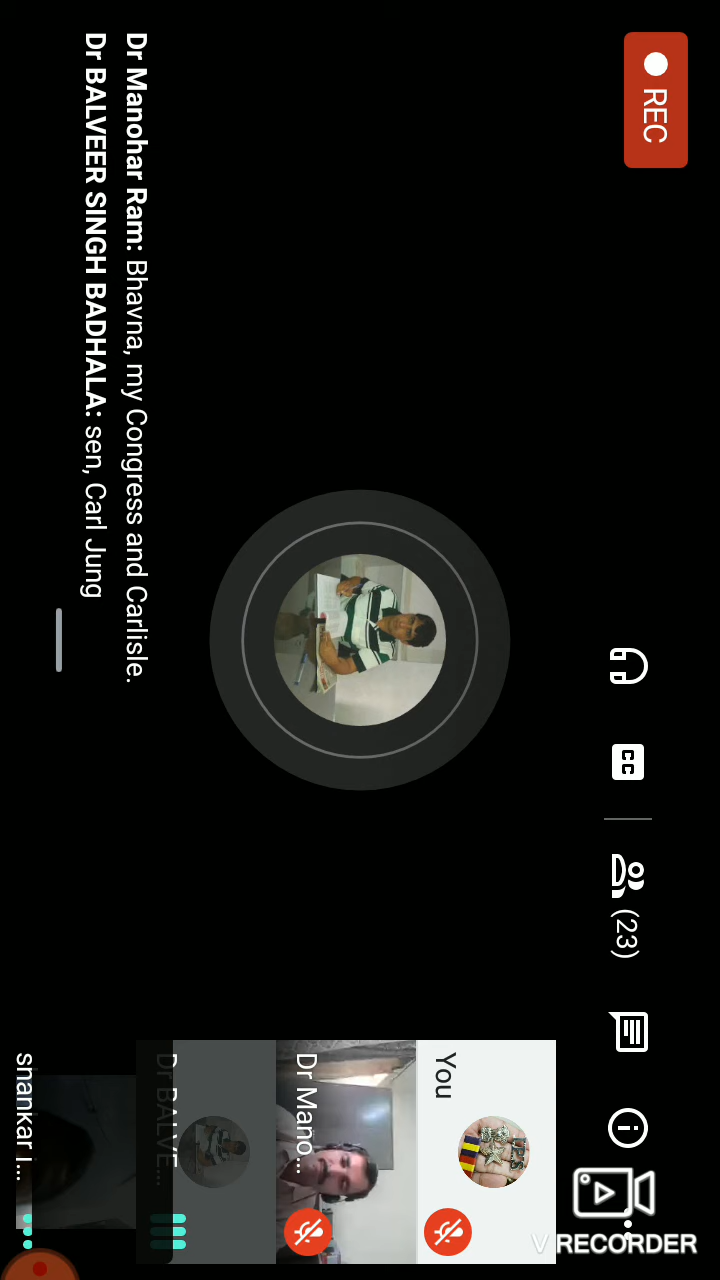 REC
(23)
You
Dr Mano...
Dr BALVE...
Dr Manohar Ram: Bhavna, my Congress and Carlisle.
Dr BALVEER SINGH BADHALA: sen, Carl Jung
V RECORDER